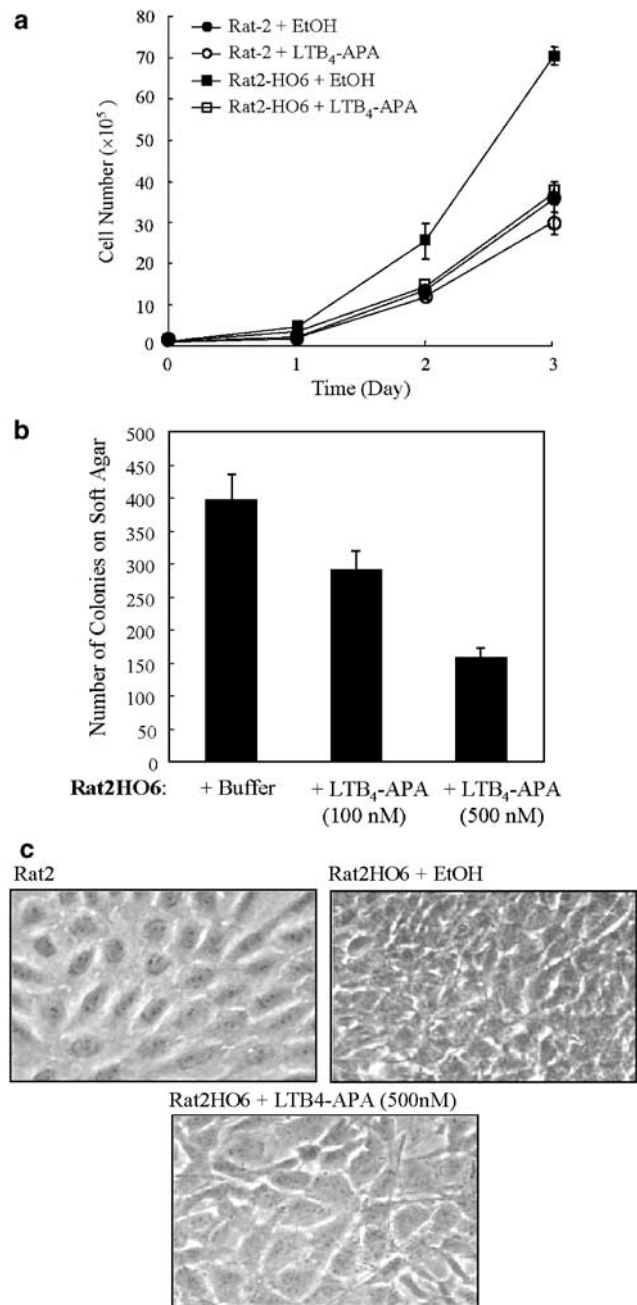 a
Rat-2 + EtOH
Rat-2 + LTB4-APA
Rat2-HO6 + EtOH
Rat2-HO6 + LTB4-APA
Cell Number (×10⁵)
80
70
60
50
40
30
20
10
0
0 1 2 3
Time (Day)
b
Number of Colonies on Soft Agar
500
450
400
350
300
250
200
150
100
50
0
Rat2HO6: + Buffer + LTB₄-APA + LTB₄-APA
(100 nM) (500 nM)
c
Rat2
Rat2HO6 + EtOH
Rat2HO6 + LTB4-APA (500nM)